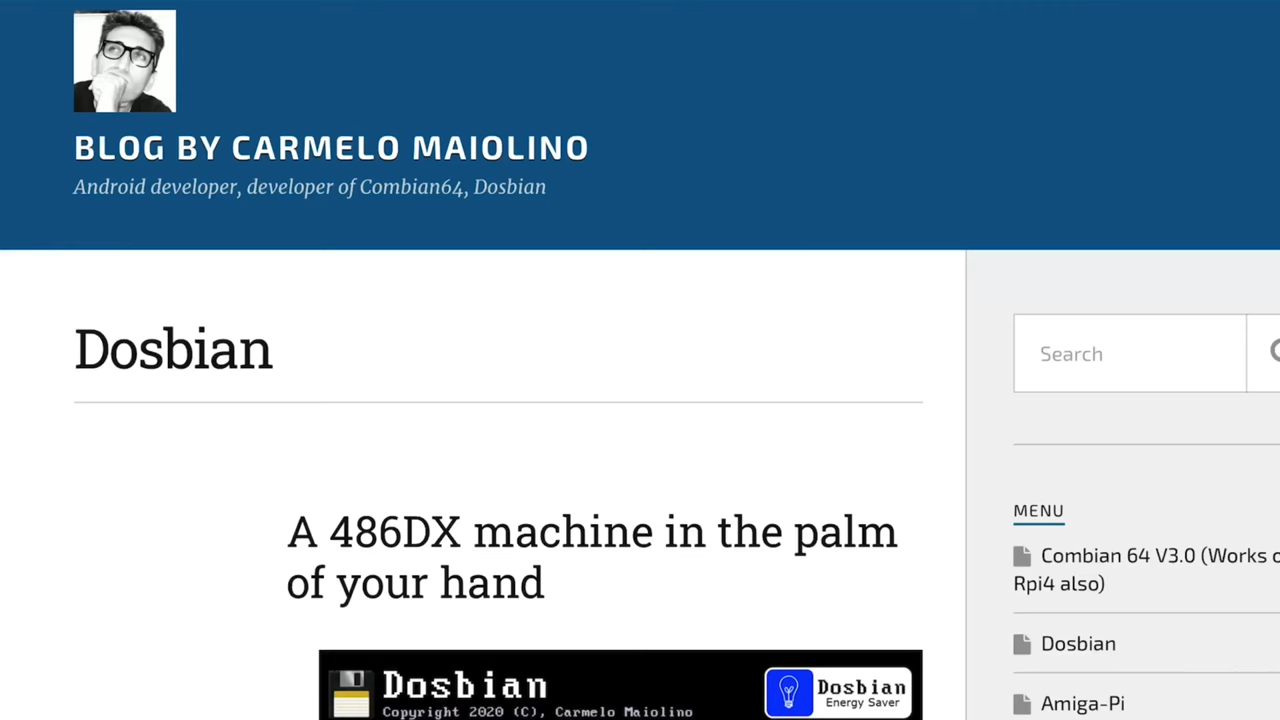 BLOG BY CARMELO MAIOLINO
Android developer, developer of Combian64, Dosbian
Dosbian
Search
A 486DX machine in the palm
of your hand
MENU
Combian 64 V3.0 (Works
Rpi4 also)
Dosbian
Amiga-Pi
Dosbian
Copyright 2020 (C), Carmelo Maiolino
Dosbian
Energy Saver